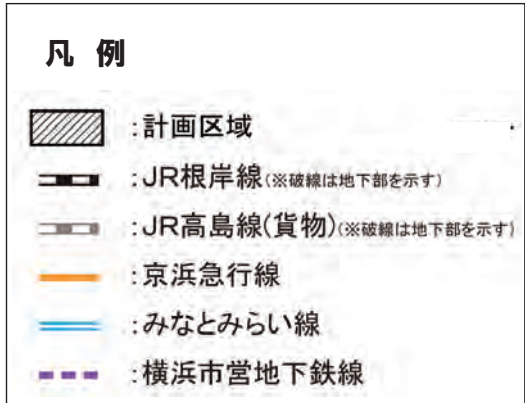 凡 例
:計画区域
:JR根岸線(※破線は地下部を示す)
:JR高島線(貨物)(※破線は地下部を示す)
:京浜急行線
:みなとみらい線
:横浜市営地下鉄線